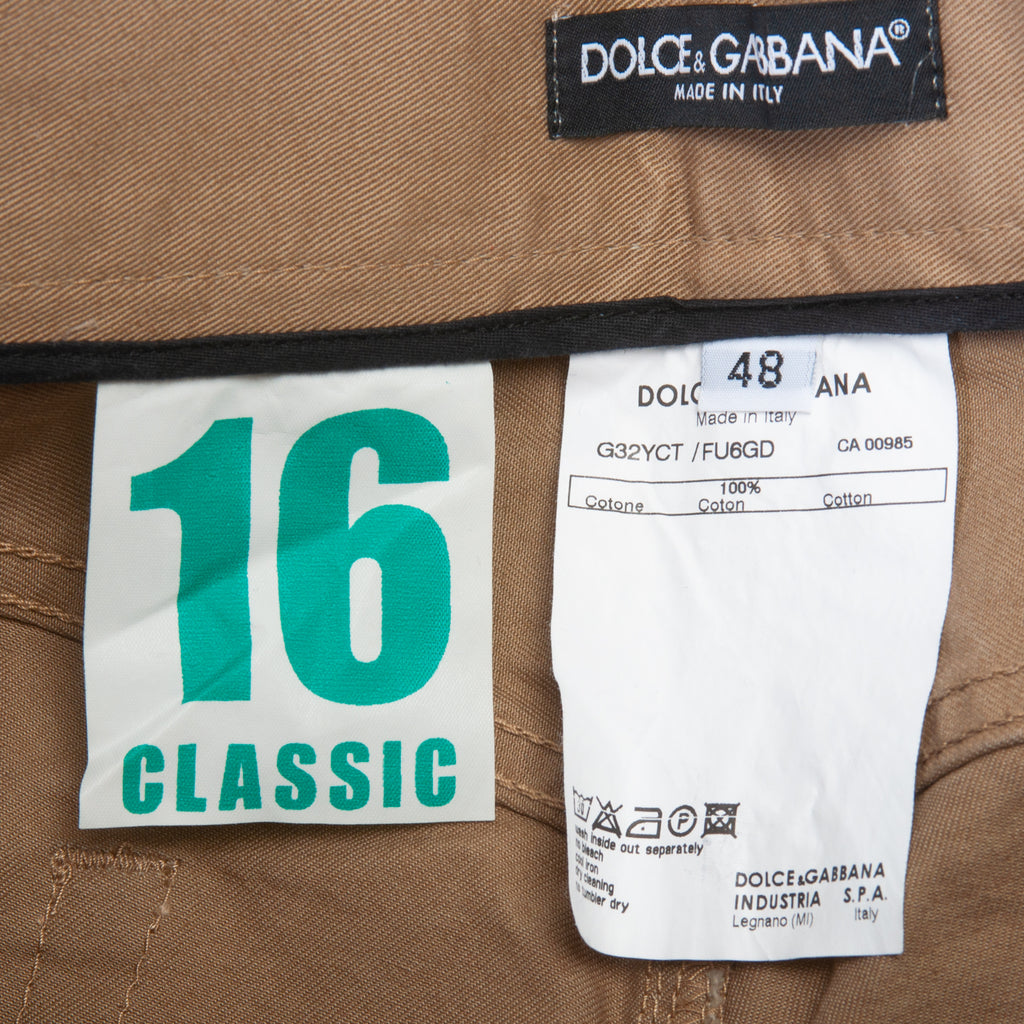 DOLCE&GABBANA®
MADE IN ITLY
16
CLASSIC
48
DOLC ANA
Made in Italy
G32YCT /FU6GD CA 00985
100%
Cotone Coton Cotton
30
wash inside out separately
no bleach
cool iron
dry cleaning
no tumbler dry
P
DOLCE&GABBANA
INDUSTRIA S.P.A.
Legnano (MI) Italy